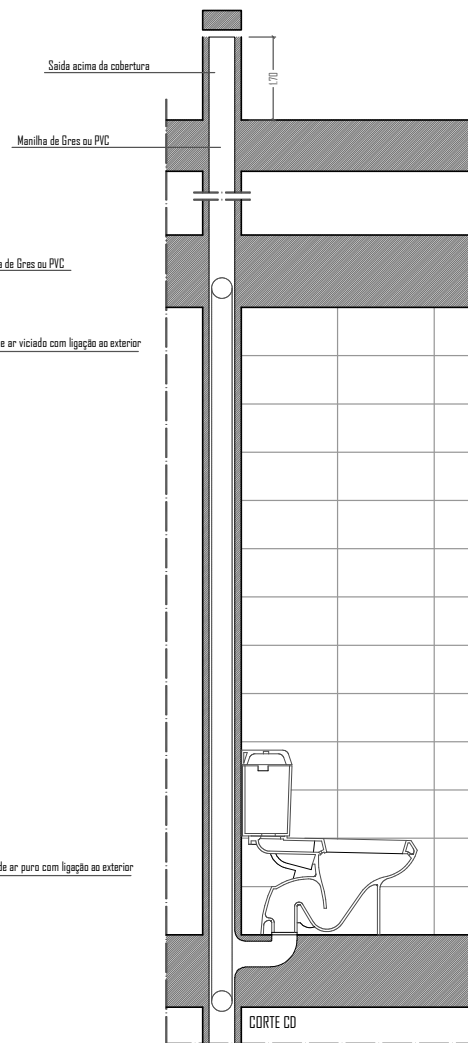 Saida acima da cobertura
1.70
Manilha de Gres ou PVC
de Gres ou PVC
ar viciado com ligação ao exterior
de ar puro com ligação ao exterior
CORTE CD